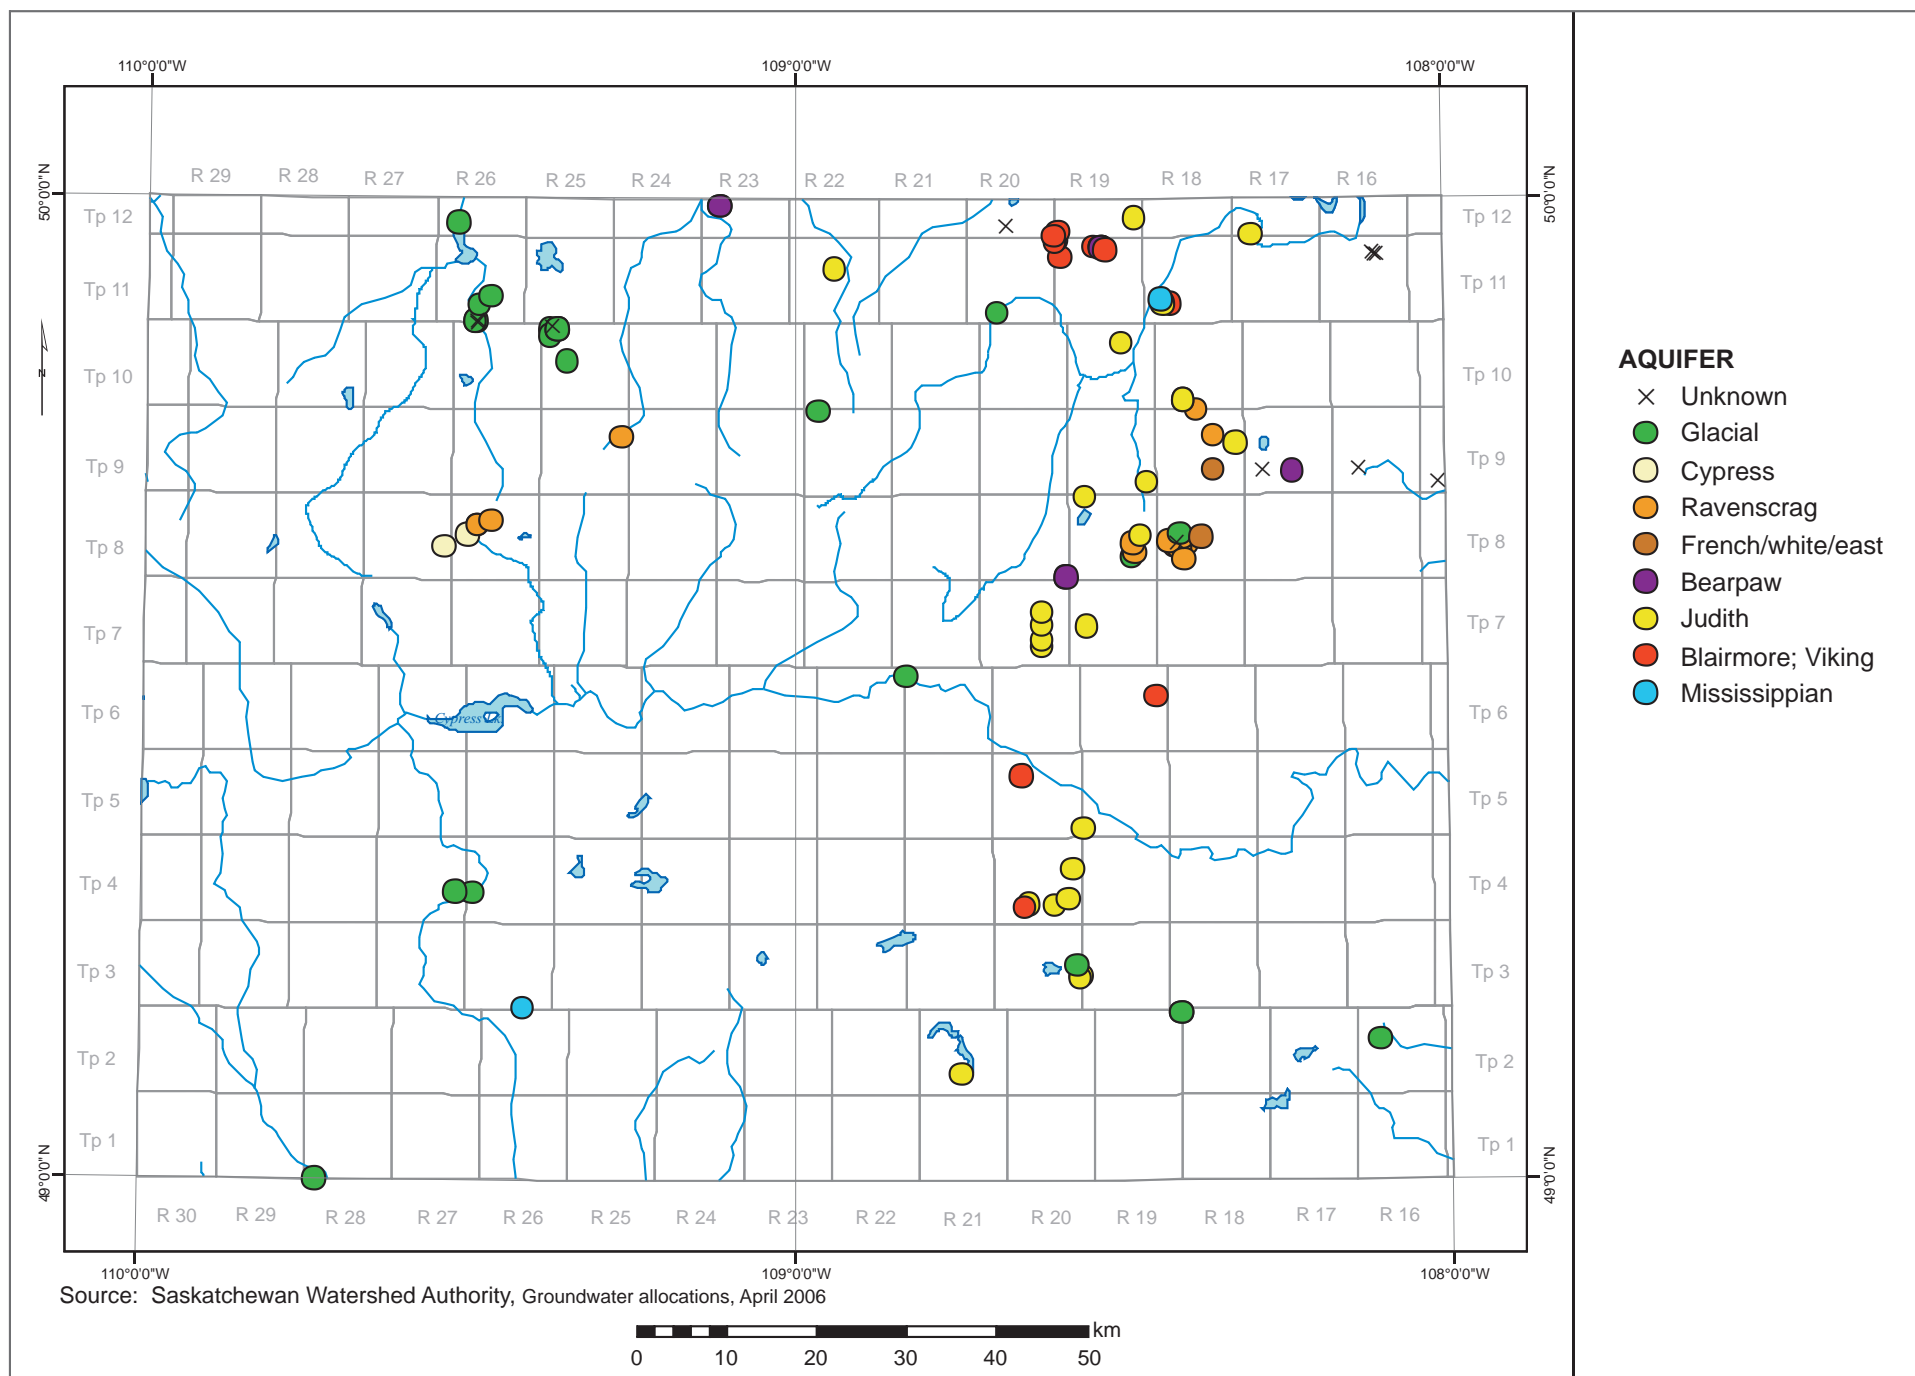 110°0'0"W 109°0'0"W 108°0'0"W
50°0'0"N 50°0'0"N
R 29 R 28 R 27 R 26 R 25 R 24 R 23 R 22 R 21 R 20 R 19 R 18 R 17 R 16
Tp 12 Tp 12
Tp 11 Tp 11
Tp 10 Tp 10
Tp 9 Tp 9
Tp 8 Tp 8
Tp 7 Tp 7
Tp 6 Tp 6
Tp 5 Tp 5
Tp 4 Tp 4
Tp 3 Tp 3
Tp 2 Tp 2
Tp 1 Tp 1
Cypress Lk.
z
AQUIFER
Unknown
Glacial
Cypress
Ravenscrag
French/white/east
Bearpaw
Judith
Blairmore; Viking
Mississippian
49°0'0"N 49°0'0"N
R 30 R 29 R 28 R 27 R 26 R 25 R 24 R 23 R 22 R 21 R 20 R 19 R 18 R 17 R 16
110°0'0"W 109°0'0"W 108°0'0"W
Source: Saskatchewan Watershed Authority, Groundwater allocations, April 2006
km
0 10 20 30 40 50